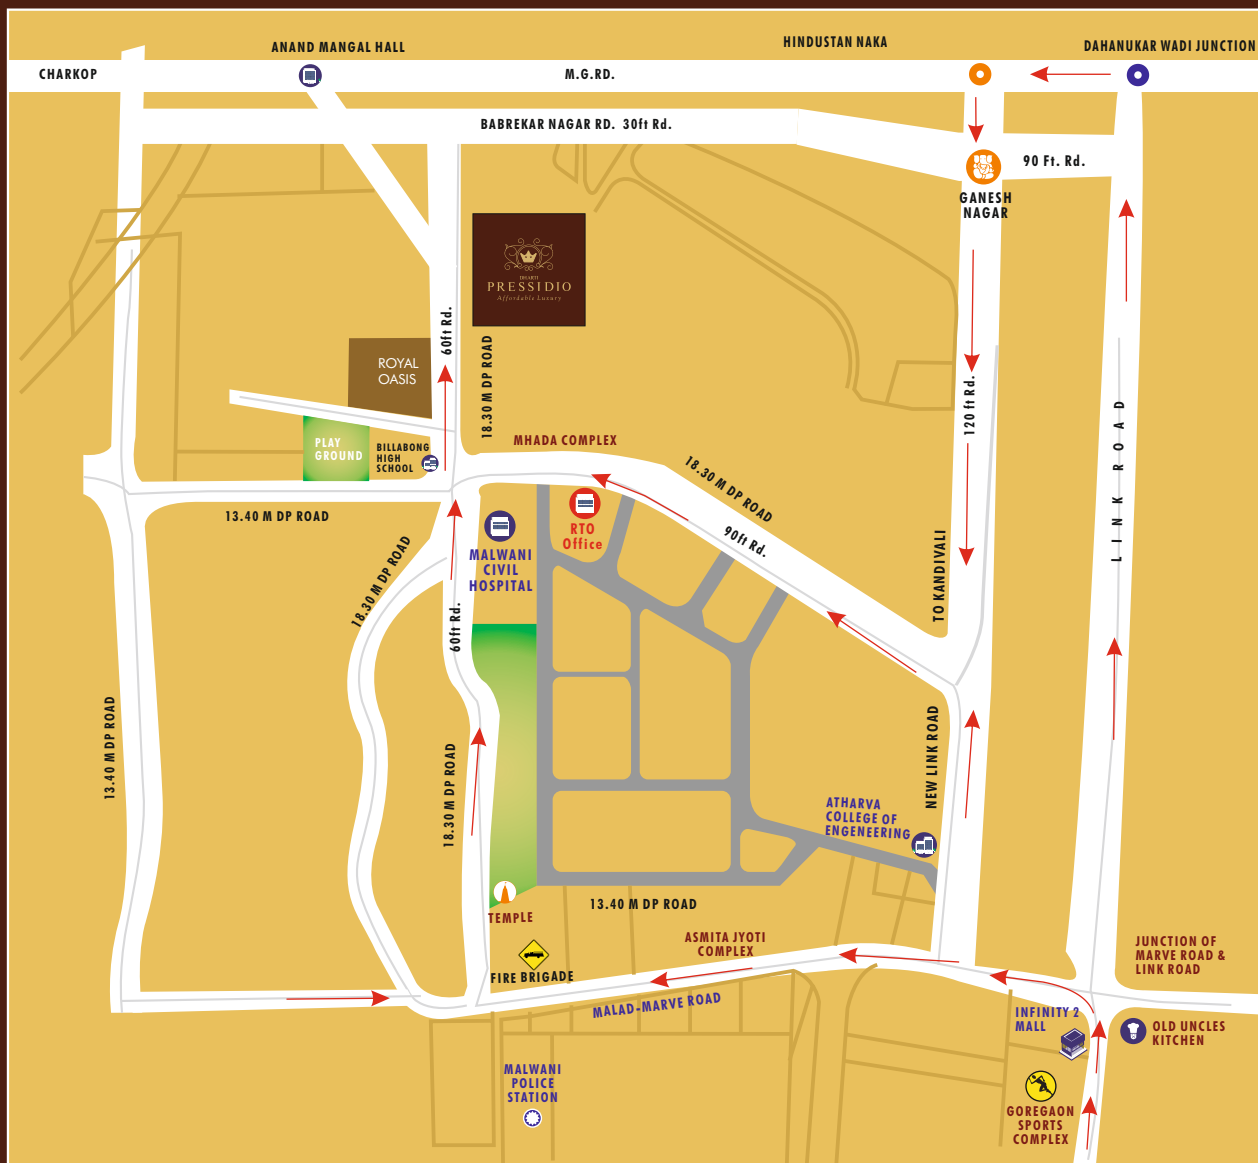 HINDUSTAN NAKA
DAHANUKAR WADI JUNCTION
ANAND MANGAL HALL
CHARKOP
M.G.RD.
BABREKAR NAGAR RD. 30ft Rd.
90 Ft. Rd.
GANESH
NAGAR
DHARTI
PRESSIDIO
Affordable Luxury
60ft Rd.
18.30 M DP ROAD
ROYAL
OASIS
120 ft Rd.
LINK ROAD
PLAY
GROUND
BILLABONG
HIGH
SCHOOL
MHADA COMPLEX
18.30 M DP ROAD
90ft Rd.
13.40 M DP ROAD
RTO
Office
MALWANI
CIVIL
HOSPITAL
18.30 M DP ROAD
TO KANDIVALI
60ft Rd.
13.40 M DP ROAD
18.30 M DP ROAD
NEW LINK ROAD
ATHARVA
COLLEGE OF
ENGENEERING
13.40 M DP ROAD
TEMPLE
ASMITA JYOTI
COMPLEX
JUNCTION OF
MARVE ROAD &
LINK ROAD
FIRE BRIGADE
MALAD-MARVE ROAD
INFINITY 2
MALL
OLD UNCLES
KITCHEN
MALWANI
POLICE
STATION
GOREGAON
SPORTS
COMPLEX